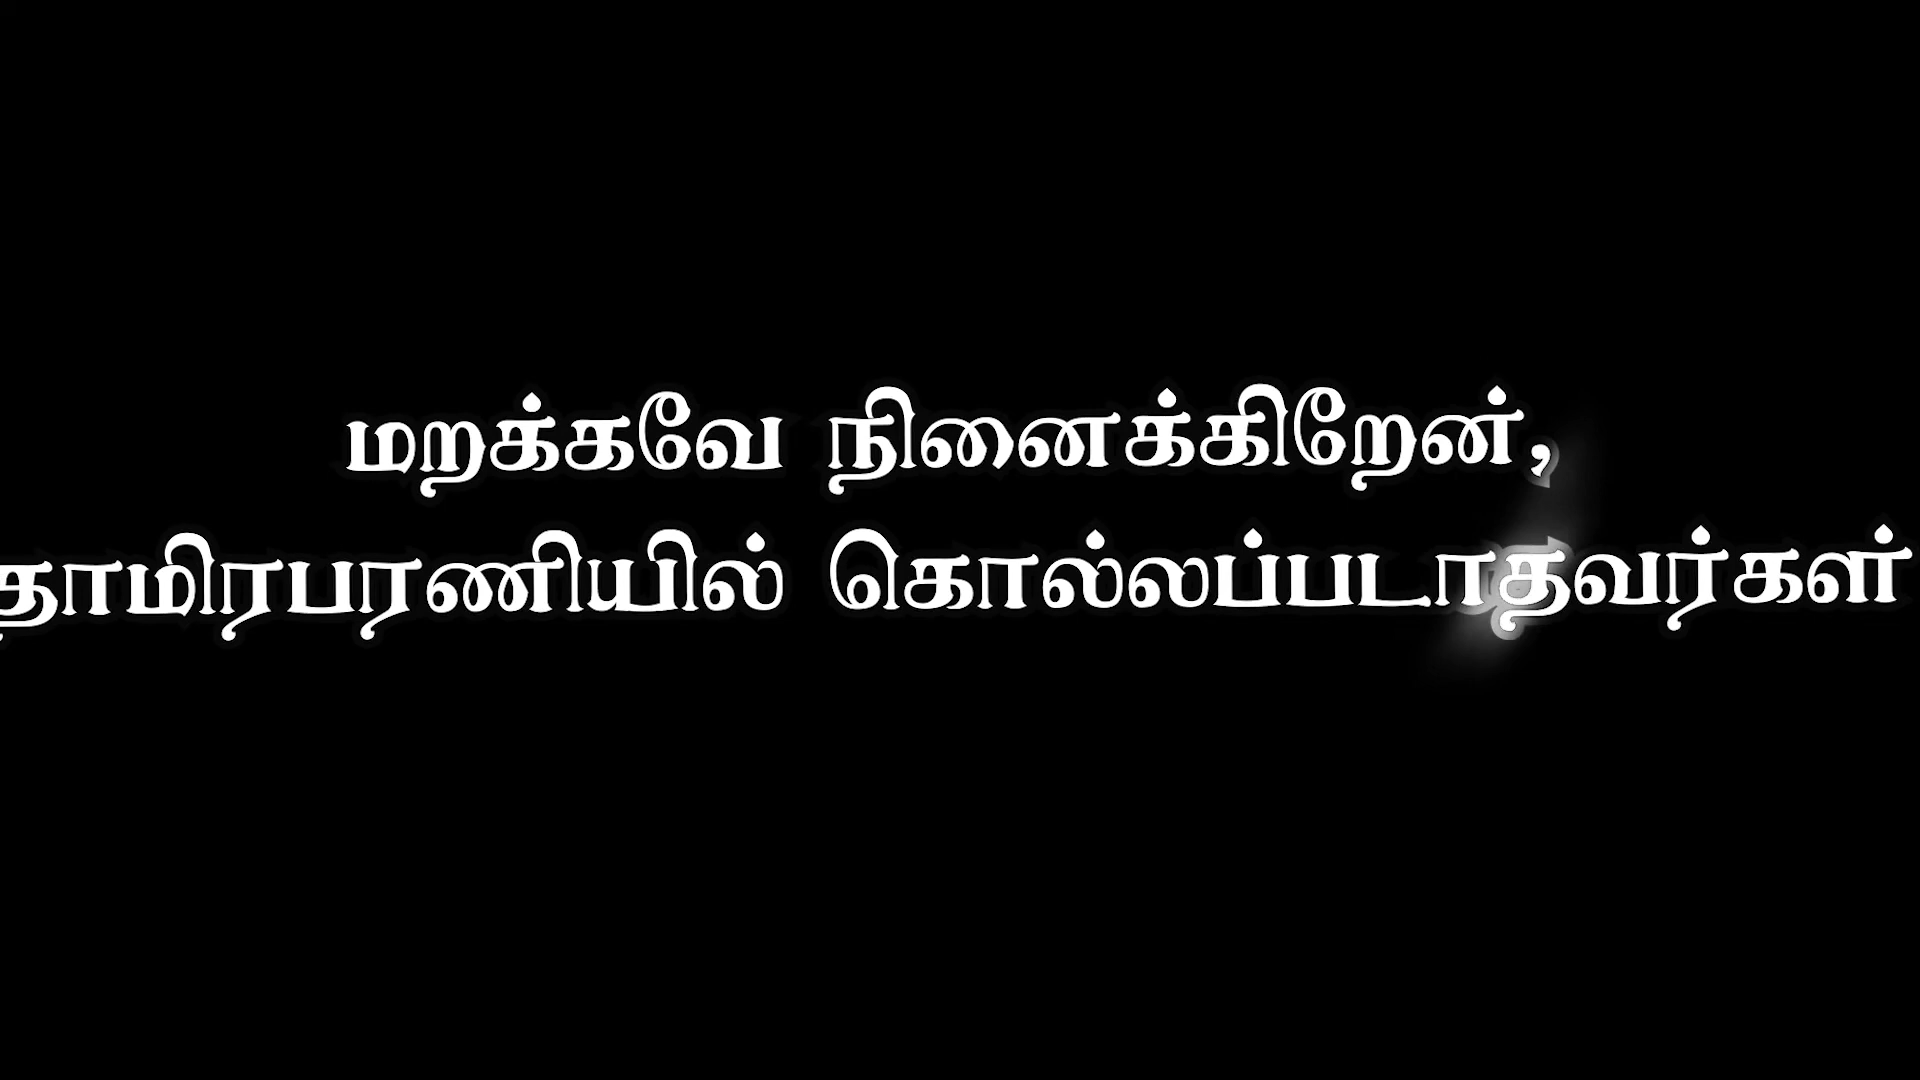 மறக்கவே நினைக்கிறேன்,
தாமிரபரணியில் கொல்லப்படாதவர்கள்